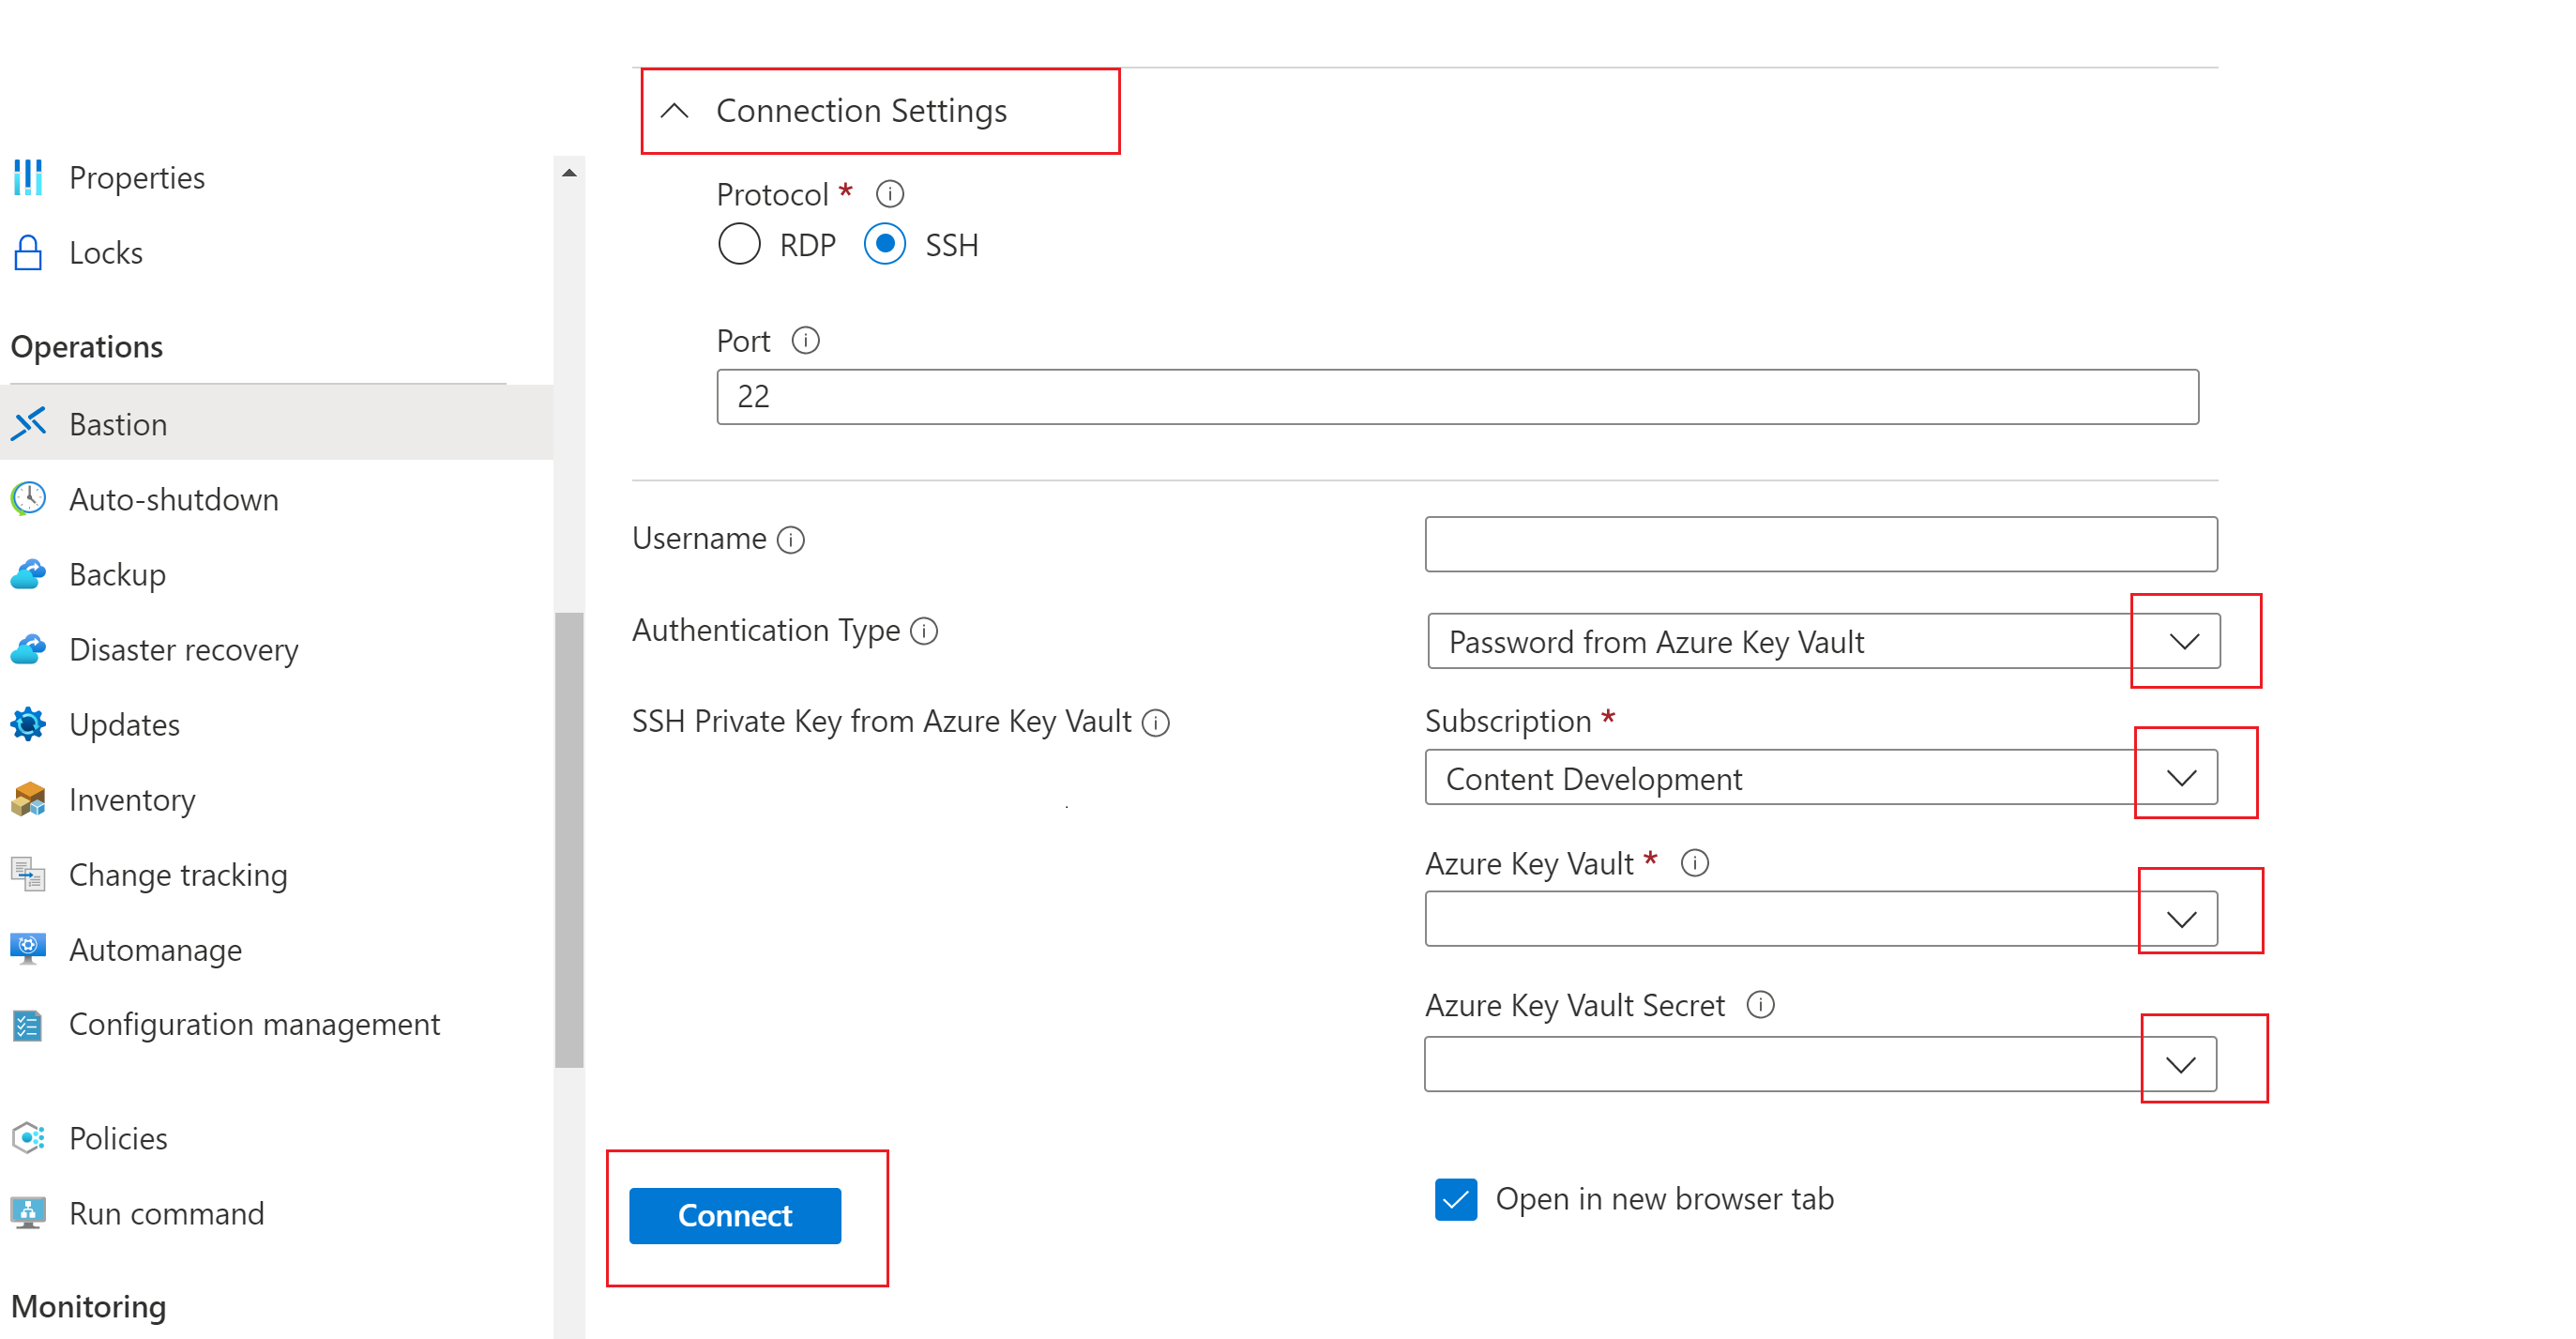 Properties
Locks
Operations
Bastion
Auto-shutdown
Backup
Disaster recovery
Updates
Inventory
Change tracking
Automanage
Configuration management
Policies
Run command
Monitoring
Connection Settings
Protocol *
RDP SSH
Port
22
Username
Authentication Type
Password from Azure Key Vault
SSH Private Key from Azure Key Vault
Subscription *
Content Development
Azure Key Vault *
Azure Key Vault Secret
Connect
Open in new browser tab